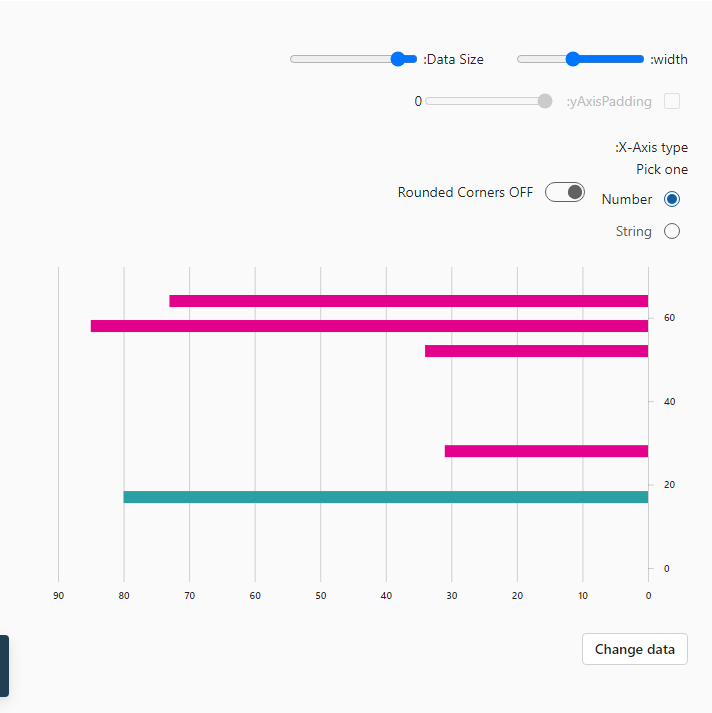 :width
:Data Size
:yAxisPadding
0
:X-Axis type
Pick one
Number
Rounded Corners OFF
String
60
40
20
0
90 80 70 60 50 40 30 20 10 0
Change data